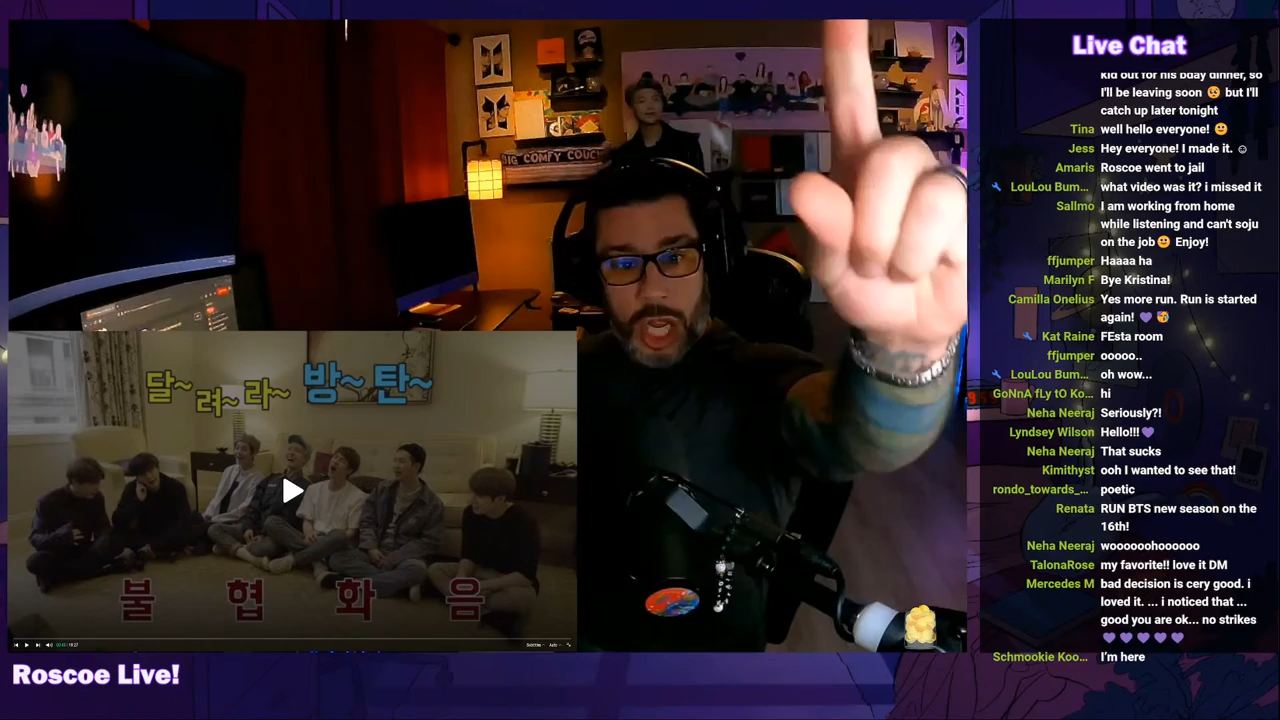 Live Chat
kid out for his bday dinner, so
I'll be leaving soon 😢 but I'll
catch up later tonight
Tina well hello everyone! 🙂
Jess Hey everyone! I made it. ☺
Amaris Roscoe went to jail
LouLou Bum... what video was it? i missed it
Sallmo I am working from home
while listening and can't soju
on the job🙂 Enjoy!
ffjumper Haaaa ha
Marilyn F Bye Kristina!
Camilla Onelius Yes more run. Run is started
again! 💜 🥳
Kat Raine FEsta room
ffjumper ooooo..
LouLou Bum... oh wow...
GoNnA fLy tO Ko... hi
Neha Neeraj Seriously?!
Lyndsey Wilson Hello!!! 💜
Neha Neeraj That sucks
Kimithyst ooh I wanted to see that!
rondo_towards_... poetic
Renata RUN BTS new season on the
16th!
Neha Neeraj woooooohooooooo
TalonaRose my favorite!! love it DM
Mercedes M bad decision is cery good. i
loved it. ... i noticed that ...
good you are ok... no strikes
💜 💜 💜 💜 💜
Schmookie Koo... I'm here
BIG COMFY COUCH
달~려~라~ 방~탄~
불 협 화 음
Roscoe Live!